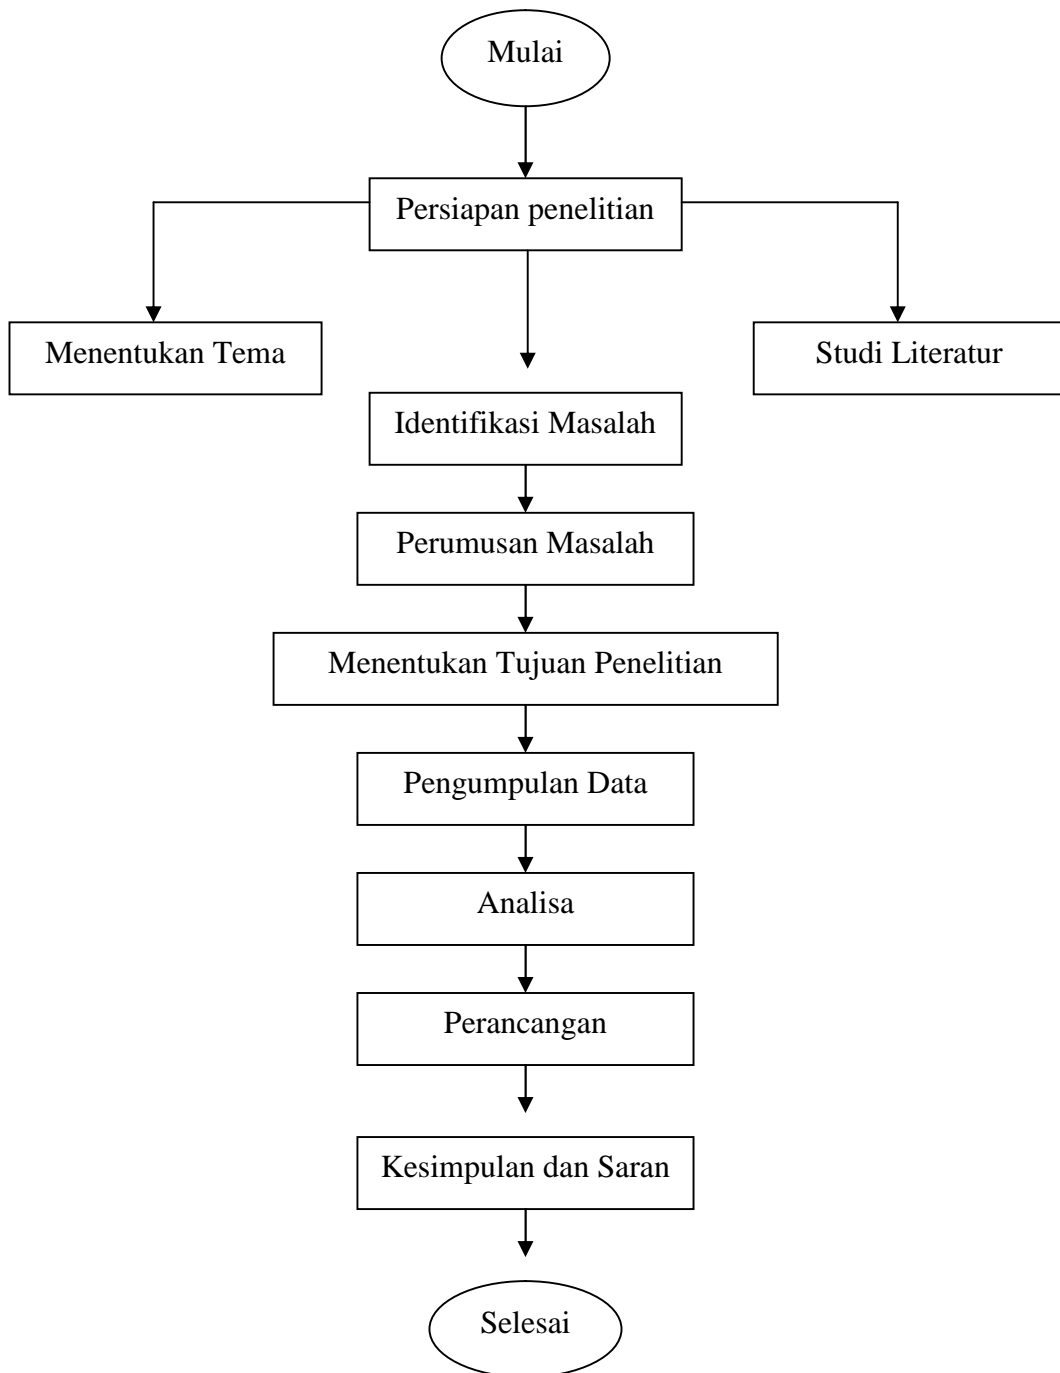 Mulai
Persiapan penelitian
Menentukan Tema
Studi Literatur
Identifikasi Masalah
Perumusan Masalah
Menentukan Tujuan Penelitian
Pengumpulan Data
Analisa
Perancangan
Kesimpulan dan Saran
Selesai